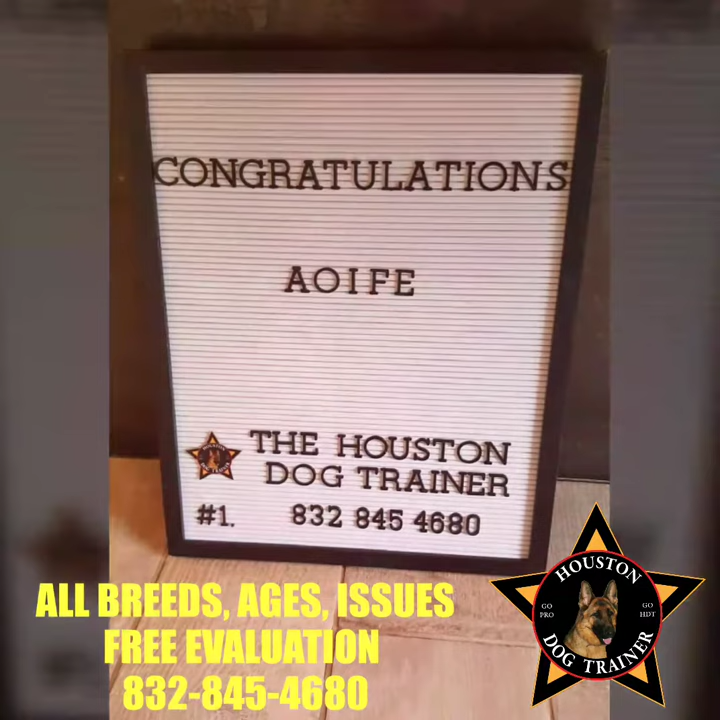 CONGRATULATIONS
AOIFE
THE HOUSTON
DOG TRAINER
#1. 832 845 4680
ALL BREEDS, AGES, ISSUES
FREE EVALUATION
832-845-4680
HOUSTON
GO PRO
GO HDT
DOG TRAINER